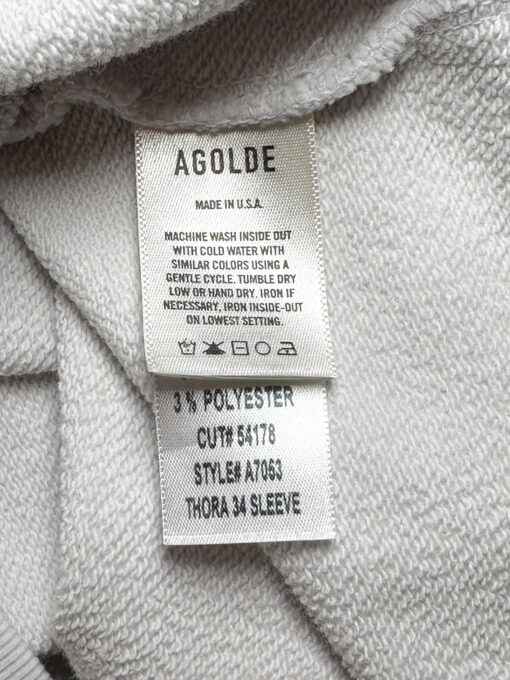 AGOLDE
MADE IN U.S.A.
MACHINE WASH INSIDE OUT
WITH COLD WATER WITH
SIMILAR COLORS USING A
GENTLE CYCLE. TUMBLE DRY
LOW OR HAND DRY. IRON IF
NECESSARY, IRON INSIDE-OUT
ON LOWEST SETTING.
3 % POLYESTER
CUT# 54178
STYLE# A7063
THORA 34 SLEEVE